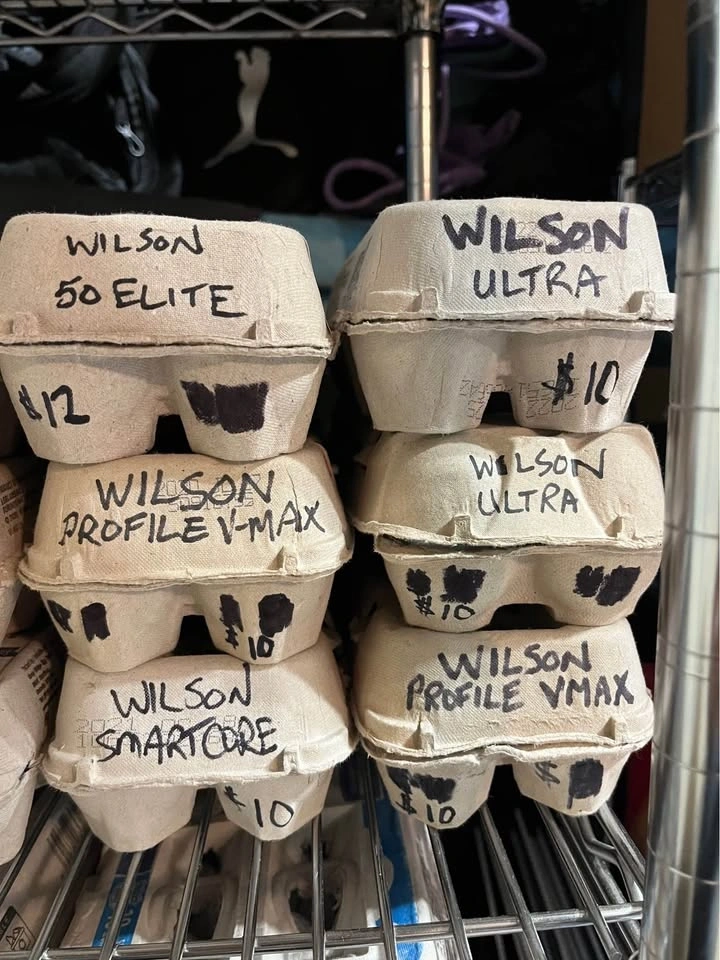 WILSON
50 ELITE
$12
WILSON
ULTRA
$10
WILSON
PROFILE V-MAX
$10
WILSON
ULTRA
$10
WILSON
SMARTCORE
$10
WILSON
PROFILE VMAX
$10
$